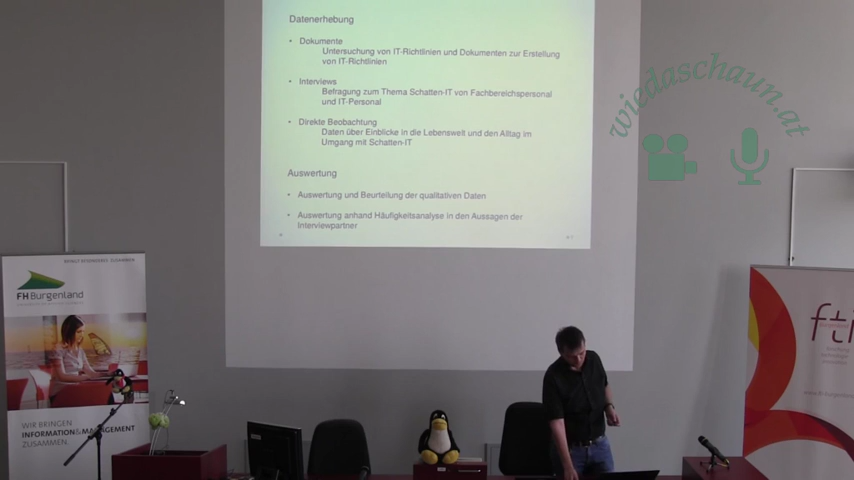 Datenerhebung
• Dokumente
Untersuchung von IT-Richtlinien und Dokumenten zur Erstellung
von IT-Richtlinien
• Interviews
Befragung zum Thema Schatten-IT von Fachbereichspersonal
und IT-Personal
• Direkte Beobachtung
Daten über Einblicke in die Lebenswelt und den Alltag im
Umgang mit Schatten-IT
Auswertung
• Auswertung und Beurteilung der qualitativen Daten
• Auswertung anhand Häufigkeitsanalyse in den Aussagen der
Interviewpartner
wiedaschaun.at
FH Burgenland
WIR BRINGEN
INFORMATION&MANAGEMENT
ZUSAMMEN.
fti